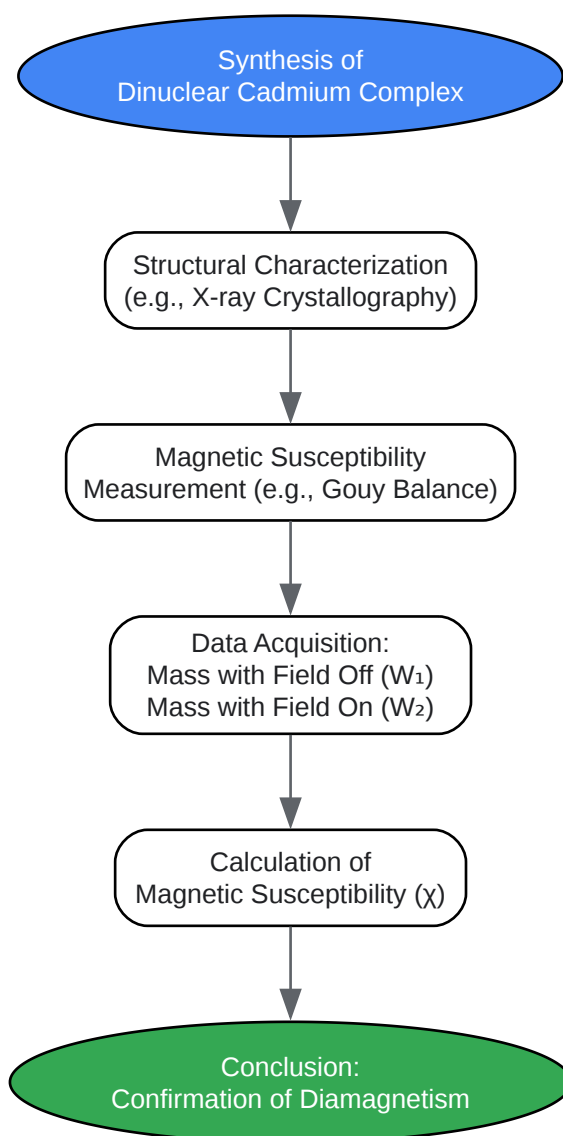 Synthesis of
Dinuclear Cadmium Complex
Structural Characterization
(e.g., X-ray Crystallography)
Magnetic Susceptibility
Measurement (e.g., Gouy Balance)
Data Acquisition:
Mass with Field Off (W₁)
Mass with Field On (W₂)
Calculation of
Magnetic Susceptibility (χ)
Conclusion:
Confirmation of Diamagnetism